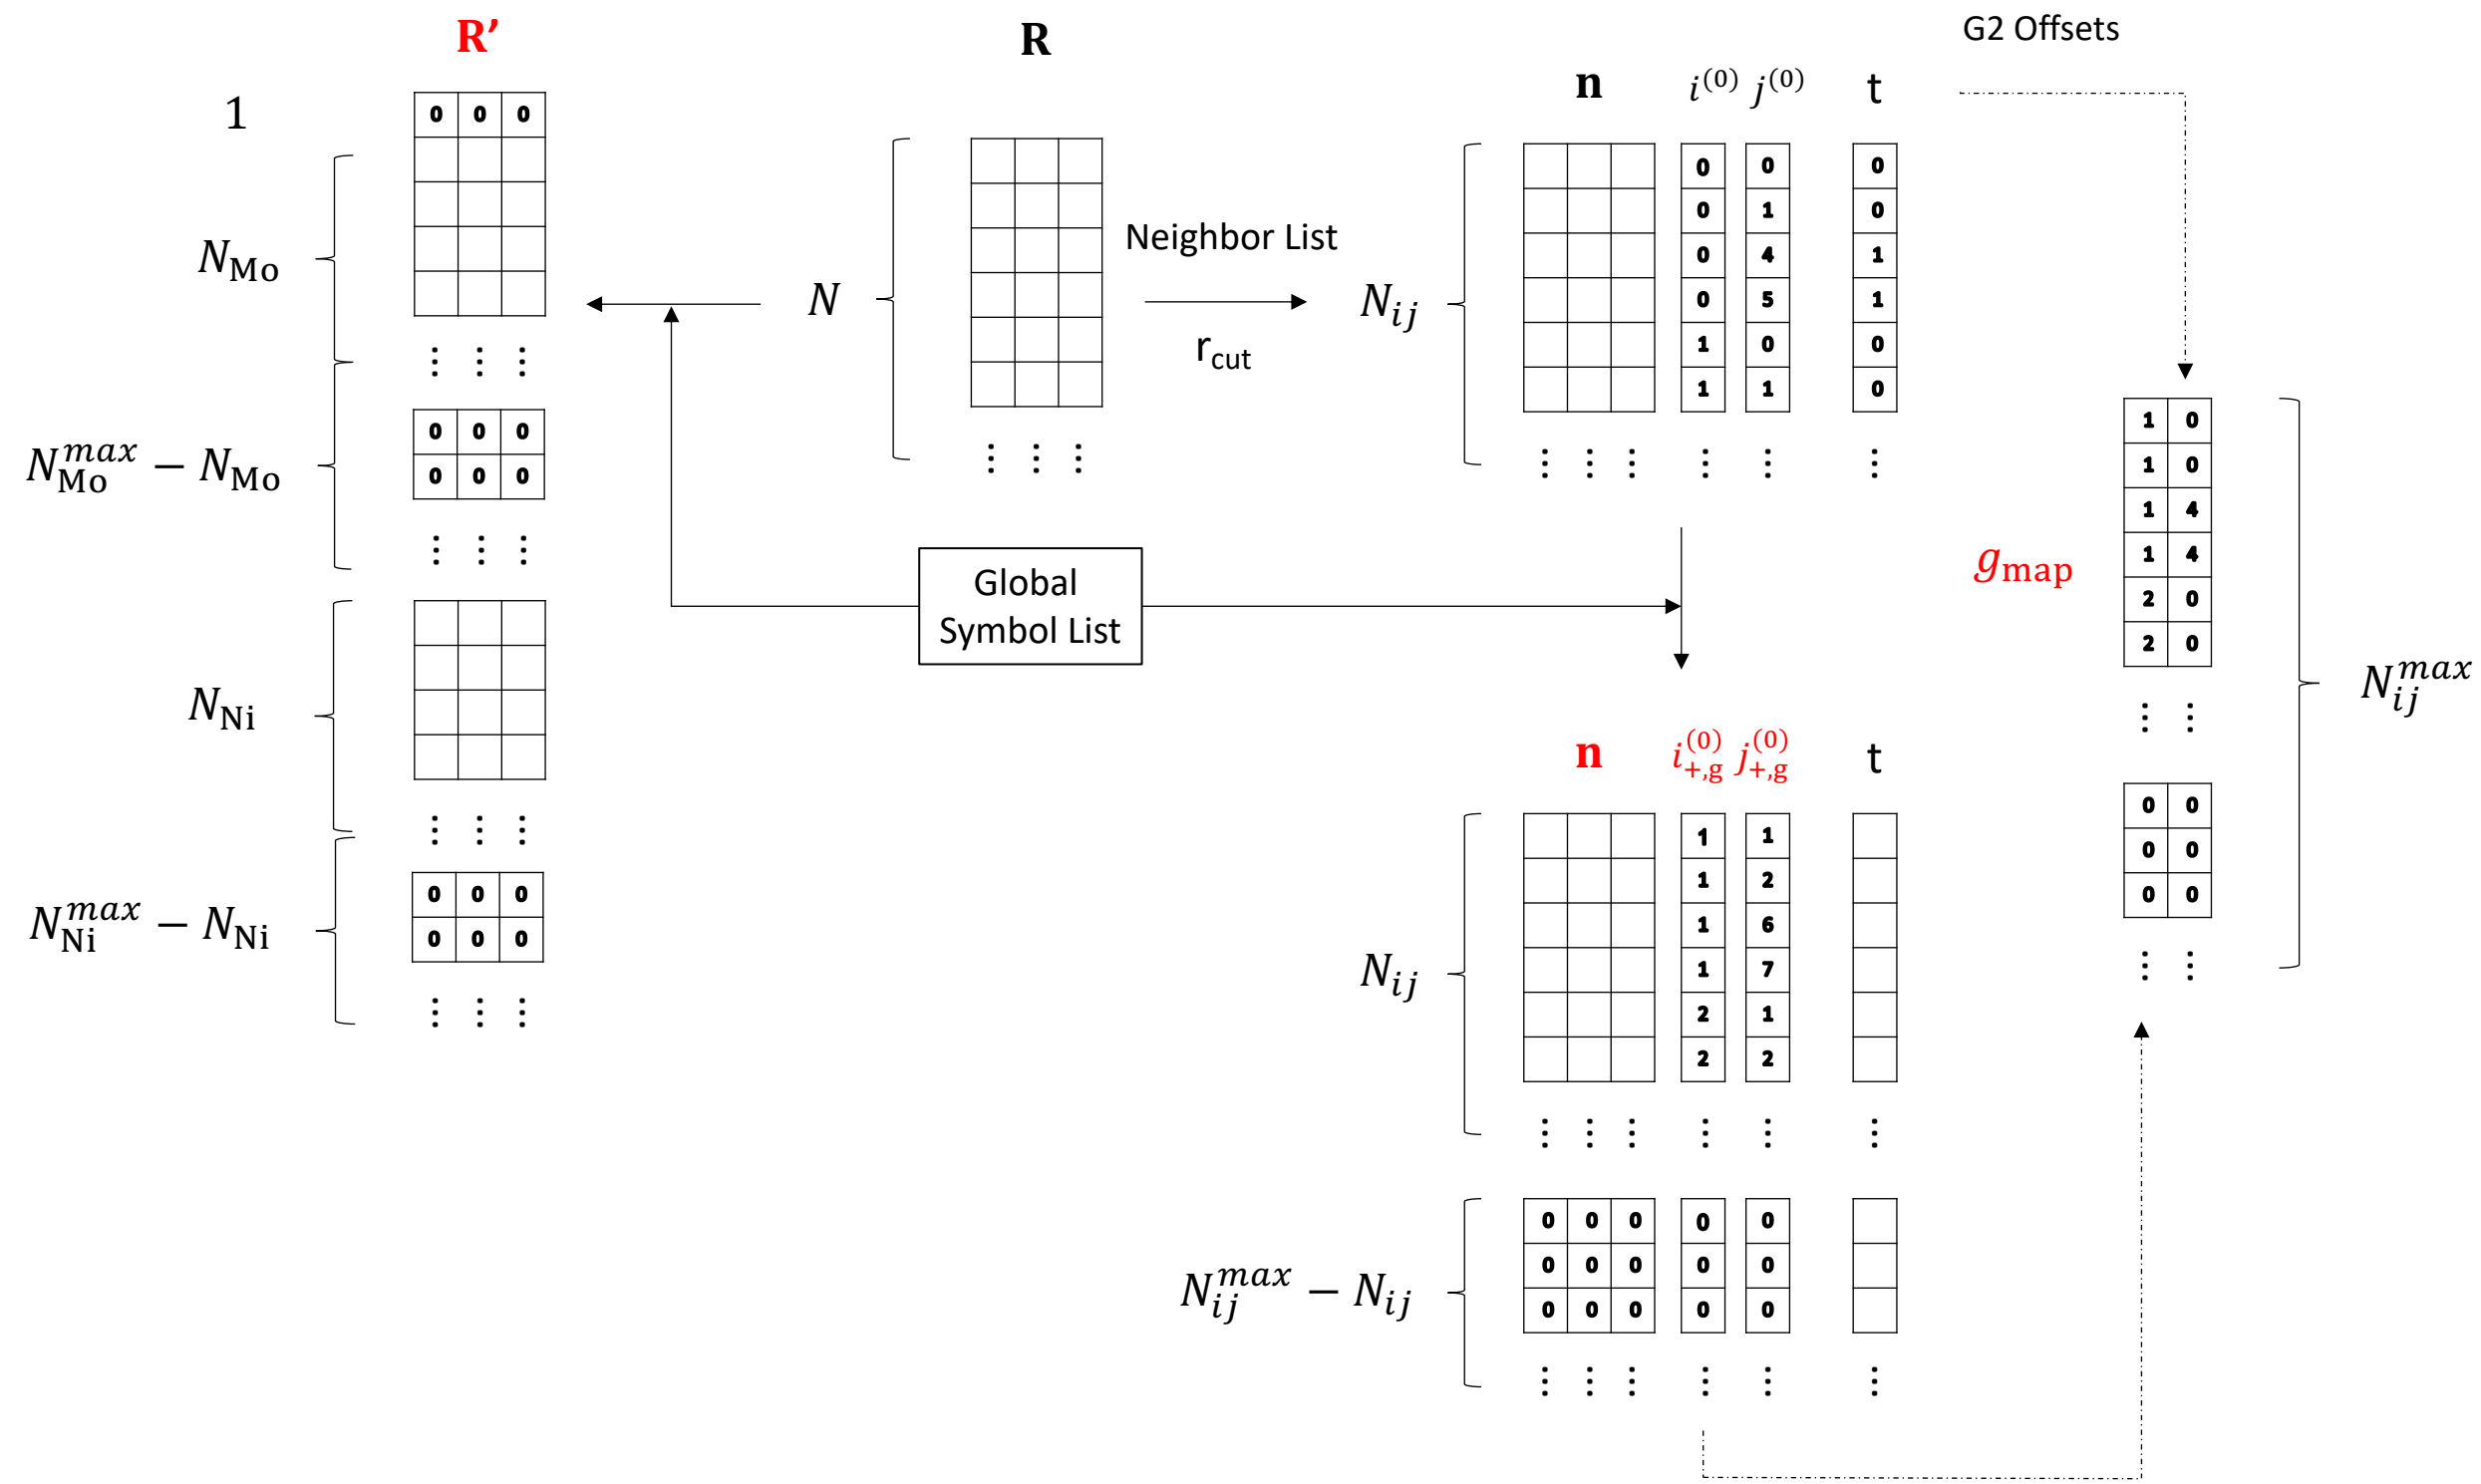 R’
1
0 0 0
N_Mo
⋮ ⋮ ⋮
N_Mo^max − N_Mo
0 0 0
0 0 0
⋮ ⋮ ⋮
N_Ni
⋮ ⋮ ⋮
N_Ni^max − N_Ni
0 0 0
0 0 0
⋮ ⋮ ⋮
R
N
⋮ ⋮ ⋮
Neighbor List
r_cut
Global
Symbol List
G2 Offsets
n i^(0) j^(0) t
N_ij
0 0 0
0 1 0
0 4 1
0 5 1
1 0 0
1 1 0
⋮ ⋮ ⋮ ⋮ ⋮ ⋮
n i_+,g^(0) j_+,g^(0) t
N_ij
1 1
1 2
1 6
1 7
2 1
2 2
⋮ ⋮ ⋮ ⋮ ⋮ ⋮
N_ij^max − N_ij
0 0 0 0 0
0 0 0 0 0
0 0 0 0 0
⋮ ⋮ ⋮ ⋮ ⋮ ⋮
g_map
1 0
1 0
1 4
1 4
2 0
2 0
⋮ ⋮
0 0
0 0
0 0
⋮ ⋮
N_ij^max